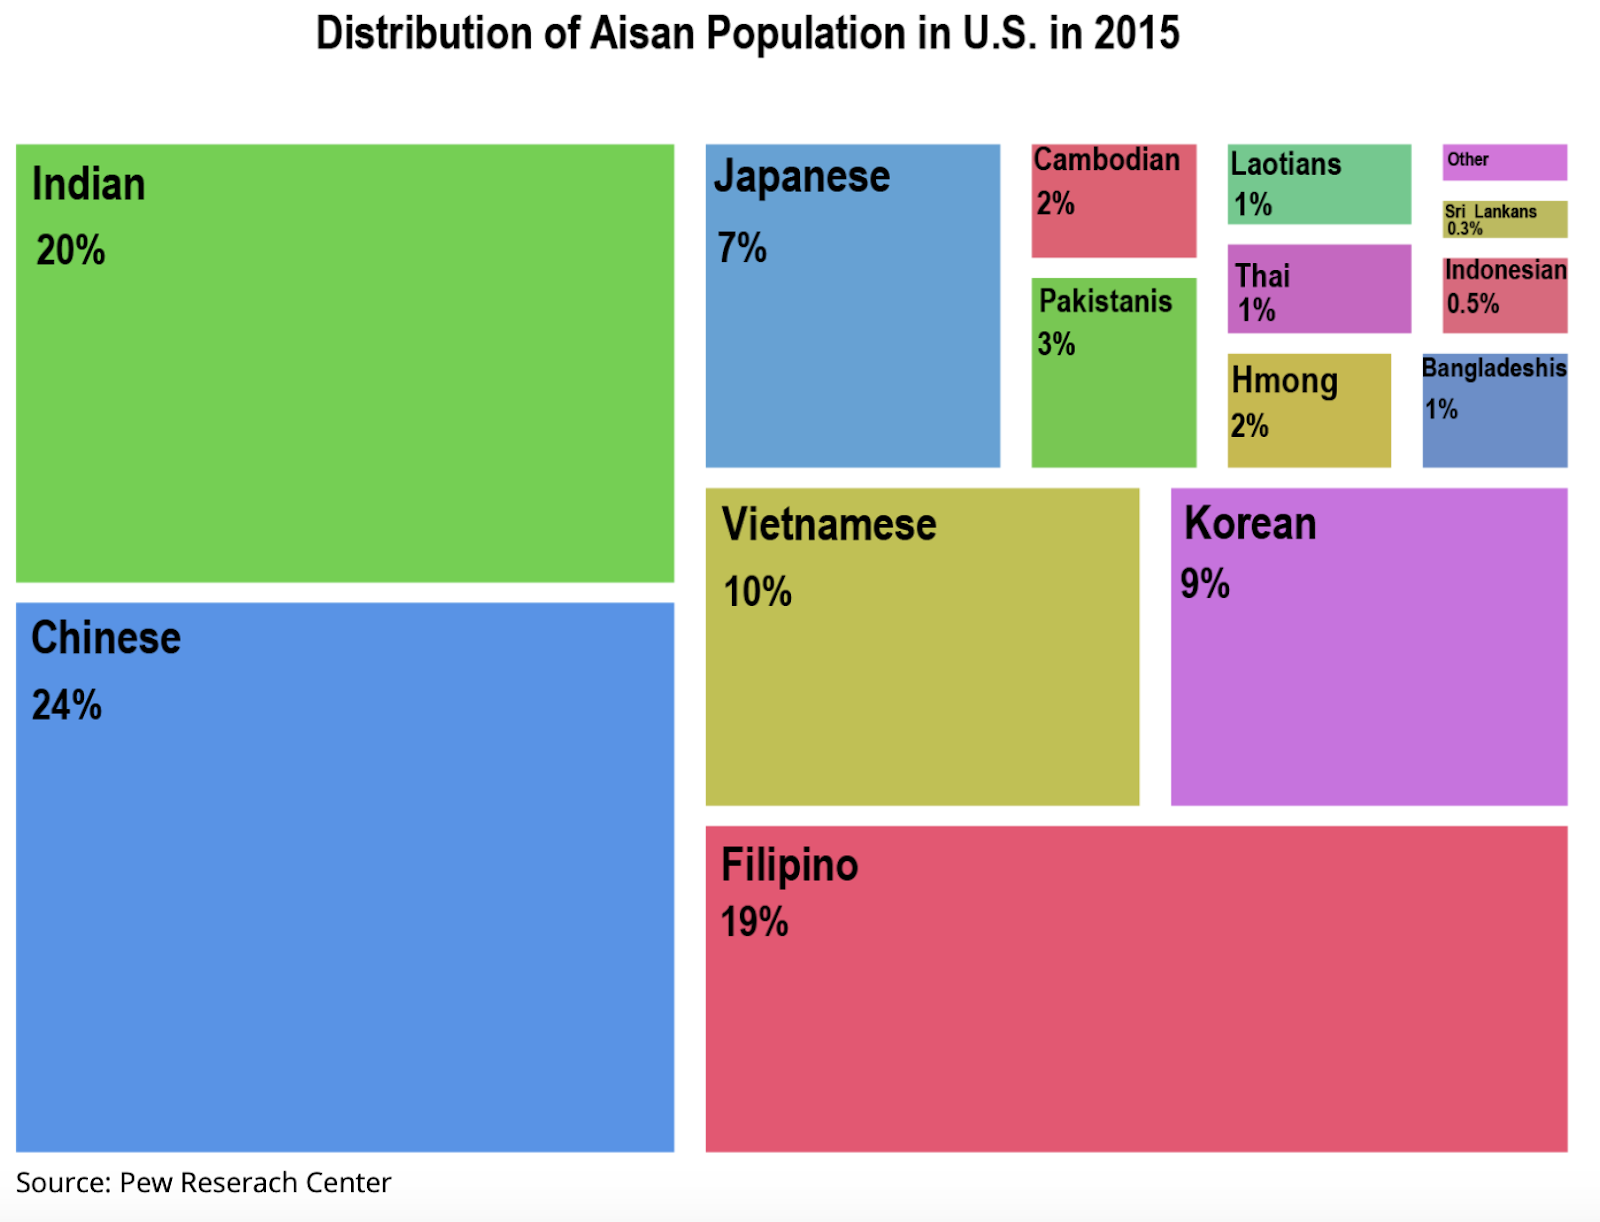 Distribution of Aisan Population in U.S. in 2015
Indian
20%
Chinese
24%
Japanese
7%
Cambodian
2%
Pakistanis
3%
Laotians
1%
Thai
1%
Hmong
2%
Other
Sri Lankans
0.3%
Indonesian
0.5%
Bangladeshis
1%
Vietnamese
10%
Korean
9%
Filipino
19%
Source: Pew Reserach Center